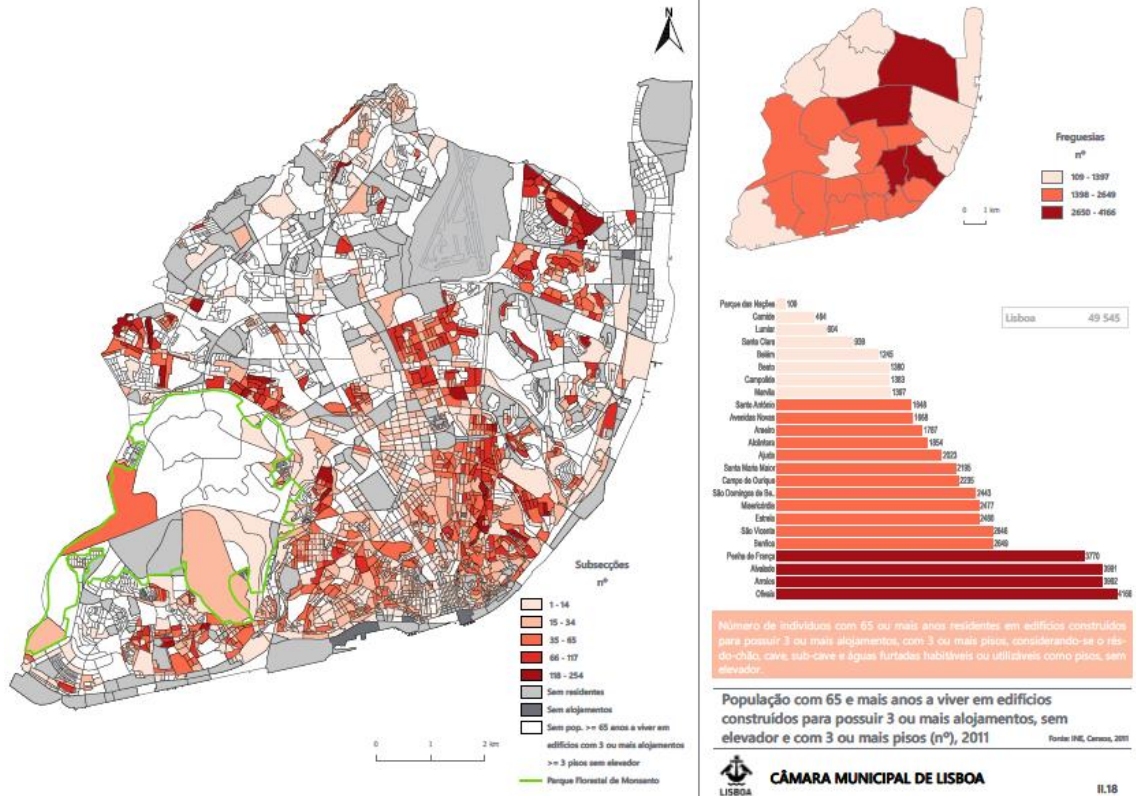 N
Subsecções
nº
1 - 14
15 - 34
35 - 65
66 - 117
118 - 254
Sem residentes
Sem alojamentos
Sem pop. >= 65 anos a viver em
edifícios com 3 ou mais alojamentos
>= 3 pisos sem elevador
Parque Florestal de Monsanto
0 1 2 km
Freguesias
nº
109 - 1397
1398 - 2649
2650 - 4166
0 1 km
Lisboa 49 545
Parque das Nações 109
Carnide 464
Lumiar 604
Santa Clara 939
Belém 1245
Beato 1380
Campolide 1383
Marvila 1397
Santo António 1648
Avenidas Novas 1668
Areeiro 1767
Alcântara 1854
Ajuda 2023
Santa Maria Maior 2195
Campo de Ourique 2235
São Domingos de Be.. 2443
Misericórdia 2477
Estrela 2480
São Vicente 2646
Benfica 2649
Penha de França 3770
Alvalade 3981
Arroios 3982
Olivais 4166
Número de indivíduos com 65 ou mais anos residentes em edifícios construídos
para possuir 3 ou mais alojamentos, com 3 ou mais pisos, considerando-se o rés-
do-chão, cave, sub-cave e águas furtadas habitáveis ou utilizáveis como pisos, sem
elevador.
População com 65 e mais anos a viver em edifícios
construídos para possuir 3 ou mais alojamentos, sem
elevador e com 3 ou mais pisos (nº), 2011
Fonte: INE, Censos, 2011
LISBOA
CÂMARA MUNICIPAL DE LISBOA
II.18